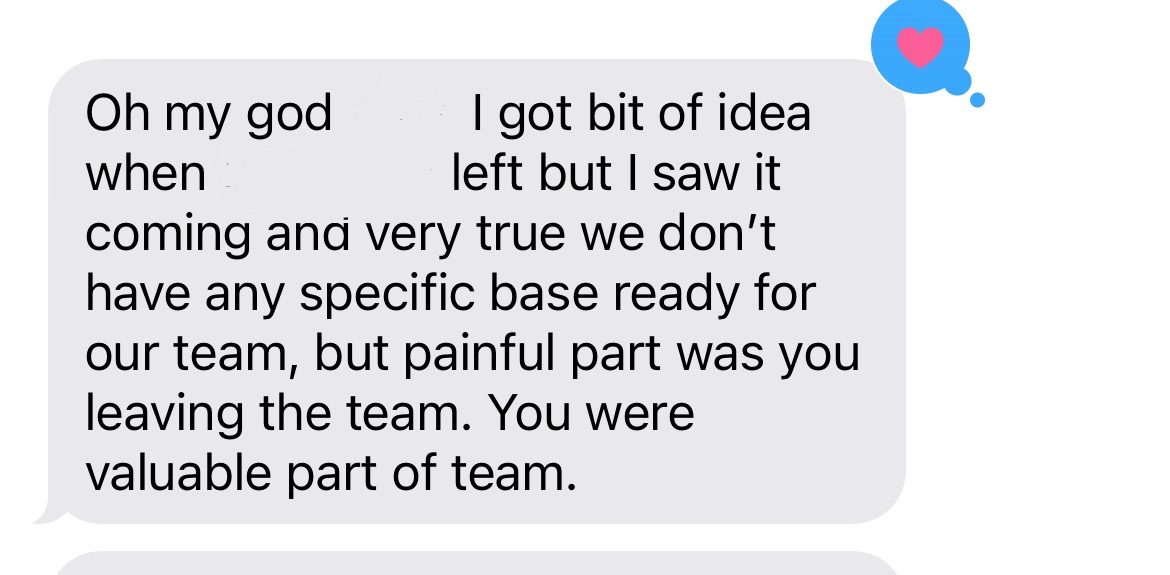 Oh my god I got bit of idea
when left but I saw it
coming and very true we don’t
have any specific base ready for
our team, but painful part was you
leaving the team. You were
valuable part of team.